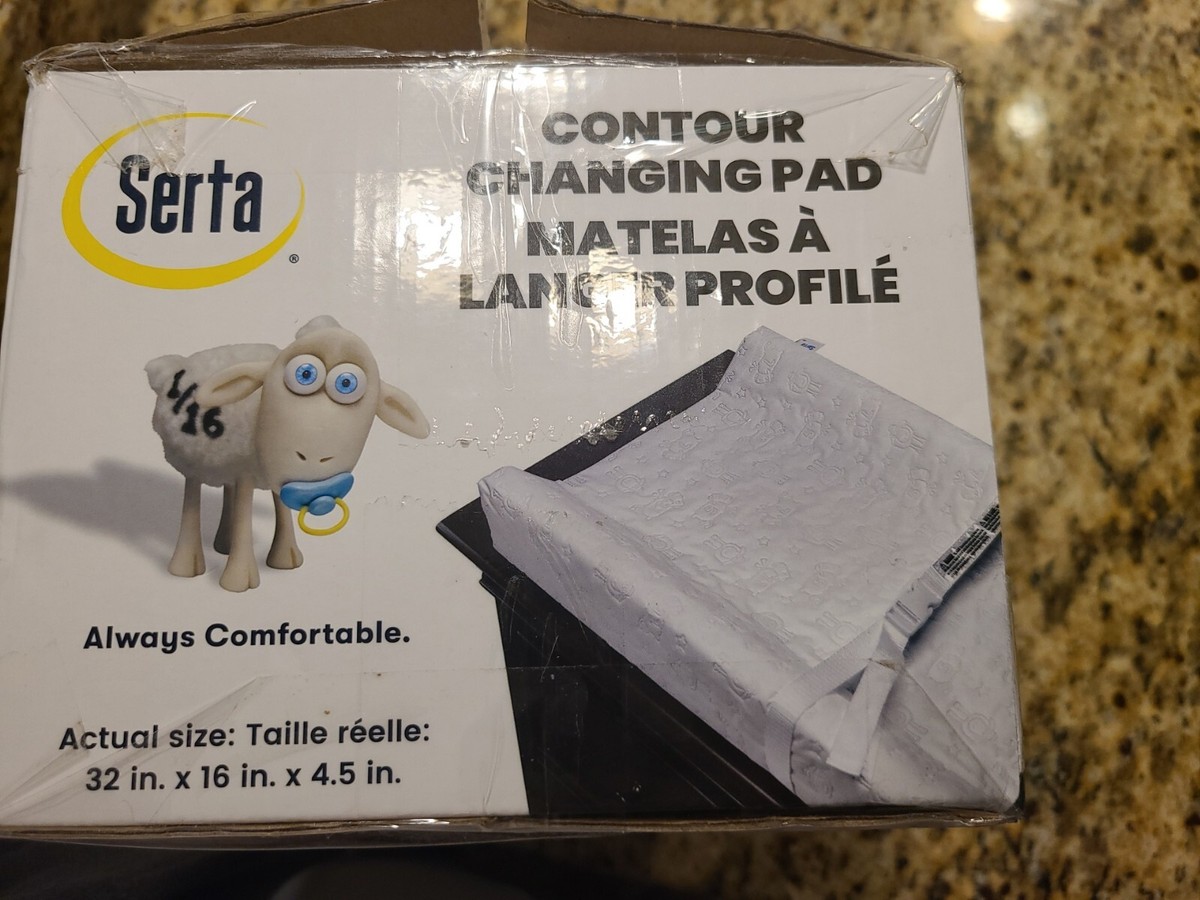 Serta
®
CONTOUR
CHANGING PAD
MATELAS À
LANGER PROFILÉ
1/16
Always Comfortable.
Actual size: Taille réelle:
32 in. x 16 in. x 4.5 in.